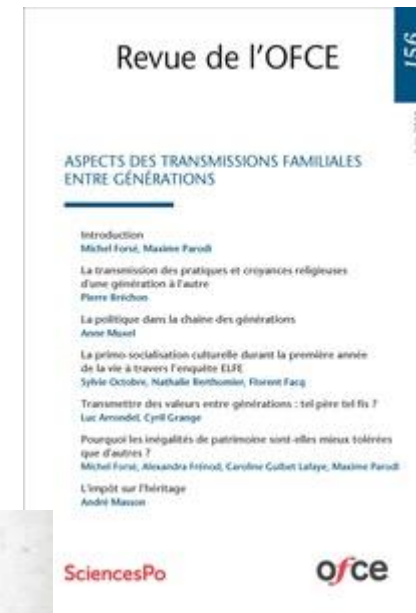 Revue de l'OFCE
156
ASPECTS DES TRANSMISSIONS FAMILIALES
ENTRE GÉNÉRATIONS
Introduction
Michel Forsé, Maxime Parodi
La transmission des pratiques et croyances religieuses
d'une génération à l'autre
Pierre Bréchon
La politique dans la chaîne des générations
Anne Muxel
La primo-socialisation culturelle durant la première année
de la vie à travers l'enquête ELFE
Sylvie Octobre, Nathalie Berthomier, Florent Facq
Transmettre des valeurs entre générations : tel père tel fils ?
Luc Arrondel, Cyril Grange
Pourquoi les inégalités de patrimoine sont-elles mieux tolérées
que d'autres ?
Michel Forsé, Alexandra Frénod, Caroline Guibet Lafaye, Maxime Parodi
L'impôt sur l'héritage
André Masson
SciencesPo
ofce